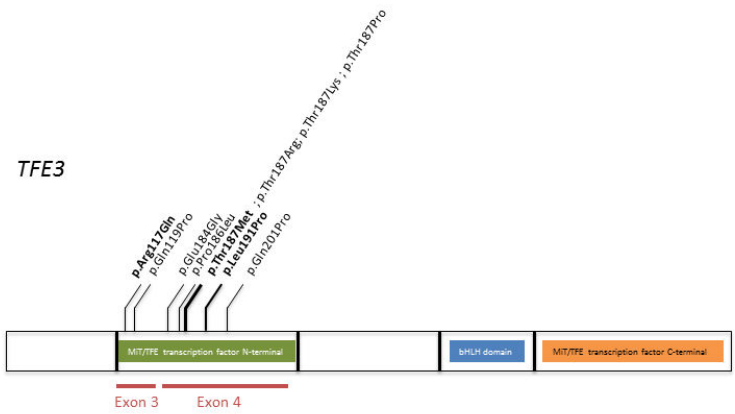 TFE3
p.Arg117Gln
p.Gln119Pro
p.Glu184Gly
p.Pro186Leu
p.Thr187Met ; p.Thr187Arg; p.Thr187Lys ; p.Thr187Pro
p.Leu191Pro
p.Gln201Pro
MiT/TFE transcription factor N-terminal
bHLH domain
MiT/TFE transcription factor C-terminal
Exon 3
Exon 4